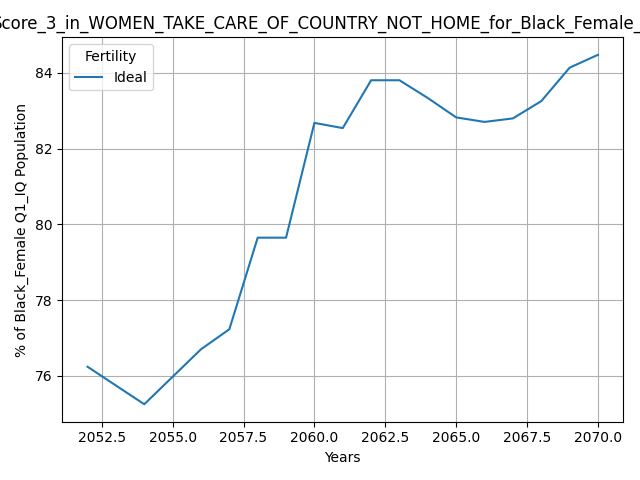 Score_3_in_WOMEN_TAKE_CARE_OF_COUNTRY_NOT_HOME_for_Black_Female_
Fertility
Ideal
84
82
80
78
76
% of Black_Female Q1_IQ Population
2052.5 2055.0 2057.5 2060.0 2062.5 2065.0 2067.5 2070.0
Years